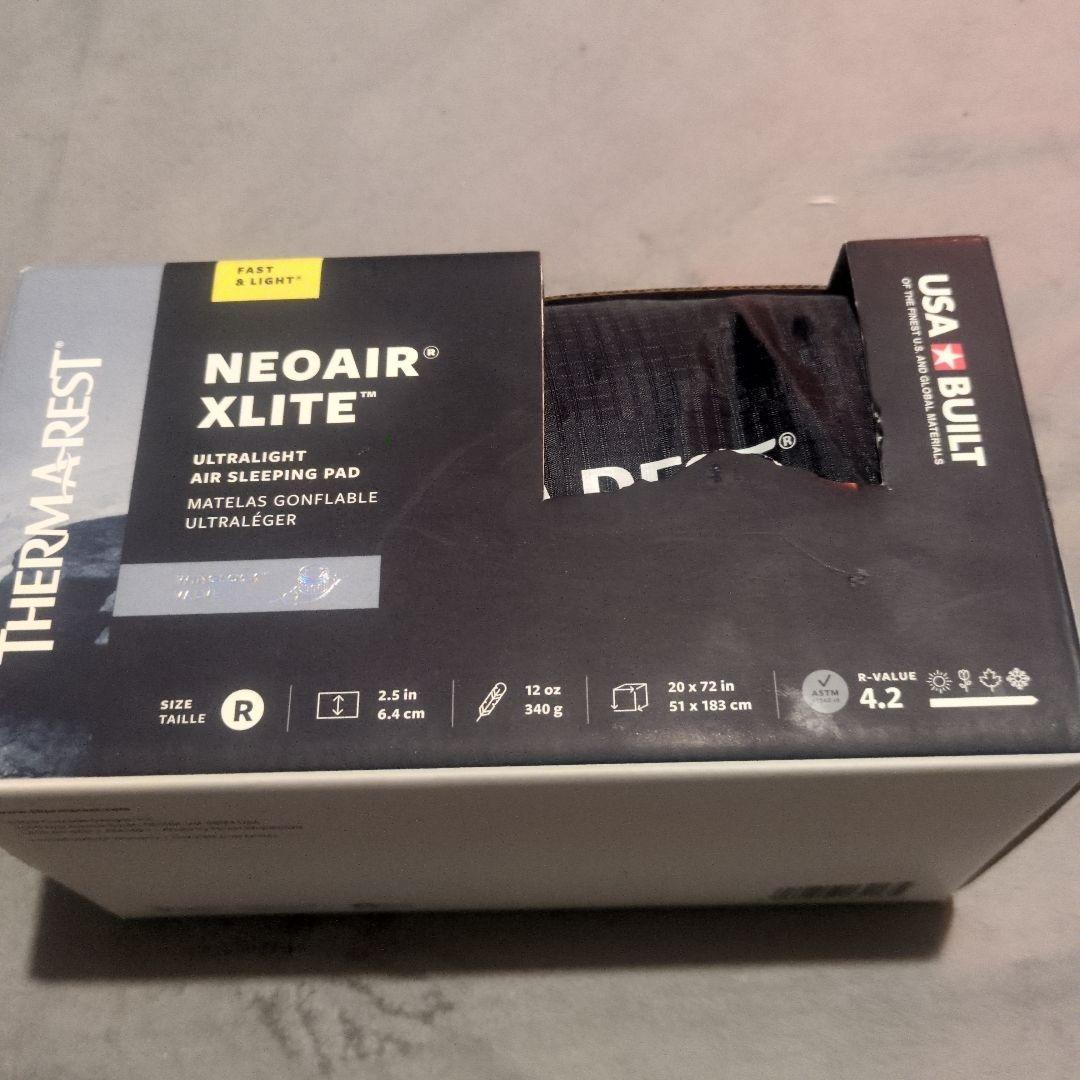 THERMAREST®
FAST
& LIGHT®
NEOAIR®
XLITE™
ULTRALIGHT
AIR SLEEPING PAD
MATELAS GONFLABLE
ULTRALÉGER
VALVE
REST®
USA BUILT
OF THE FINEST U.S. AND GLOBAL MATERIALS
SIZE
TAILLE
R
2.5 in
6.4 cm
12 oz
340 g
20 x 72 in
51 x 183 cm
ASTM
R-VALUE
4.2